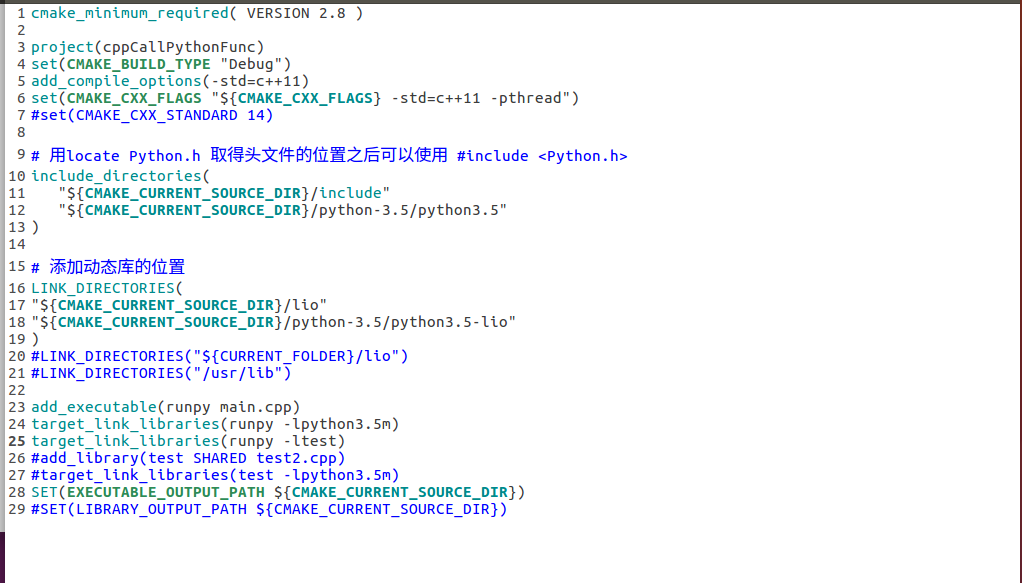 1 cmake_minimum_required( VERSION 2.8 )
2
3 project(cppCallPythonFunc)
4 set(CMAKE_BUILD_TYPE "Debug")
5 add_compile_options(-std=c++11)
6 set(CMAKE_CXX_FLAGS "${CMAKE_CXX_FLAGS} -std=c++11 -pthread")
7 #set(CMAKE_CXX_STANDARD 14)
8
9 # 用locate Python.h 取得头文件的位置之后可以使用 #include <Python.h>
10 include_directories(
11    "${CMAKE_CURRENT_SOURCE_DIR}/include"
12    "${CMAKE_CURRENT_SOURCE_DIR}/python-3.5/python3.5"
13 )
14
15 # 添加动态库的位置
16 LINK_DIRECTORIES(
17 "${CMAKE_CURRENT_SOURCE_DIR}/lio"
18 "${CMAKE_CURRENT_SOURCE_DIR}/python-3.5/python3.5-lio"
19 )
20 #LINK_DIRECTORIES("${CURRENT_FOLDER}/lio")
21 #LINK_DIRECTORIES("/usr/lib")
22
23 add_executable(runpy main.cpp)
24 target_link_libraries(runpy -lpython3.5m)
25 target_link_libraries(runpy -ltest)
26 #add_library(test SHARED test2.cpp)
27 #target_link_libraries(test -lpython3.5m)
28 SET(EXECUTABLE_OUTPUT_PATH ${CMAKE_CURRENT_SOURCE_DIR})
29 #SET(LIBRARY_OUTPUT_PATH ${CMAKE_CURRENT_SOURCE_DIR})